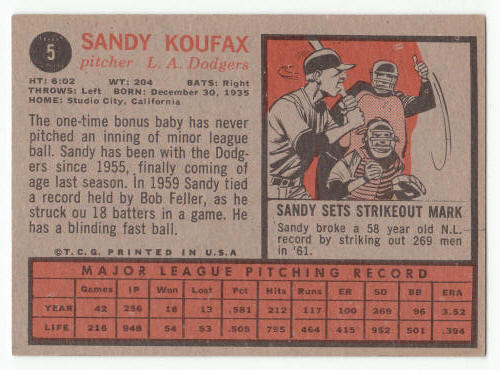 5
SANDY KOUFAX
pitcher L. A. Dodgers
HT: 6:02 WT: 204 BATS: Right
THROWS: Left BORN: December 30, 1935
HOME: Studio City, California
The one-time bonus baby has never
pitched an inning of minor league
ball. Sandy has been with the Dodg-
ers since 1955, finally coming of
age last season. In 1959 Sandy tied
a record held by Bob Feller, as he
struck ou 18 batters in a game. He
has a blinding fast ball.
©T.C.G. PRINTED IN U.S.A
SANDY SETS STRIKEOUT MARK
Sandy broke a 58 year old N.L.
record by striking out 269 men
in '61.
MAJOR LEAGUE PITCHING RECORD
Games IP Won Lost Pct. Hits Runs ER SO BB ERA
YEAR 42 256 18 13 .581 212 117 100 269 96 3.52
LIFE 216 948 54 53 .505 795 464 415 952 501 .394